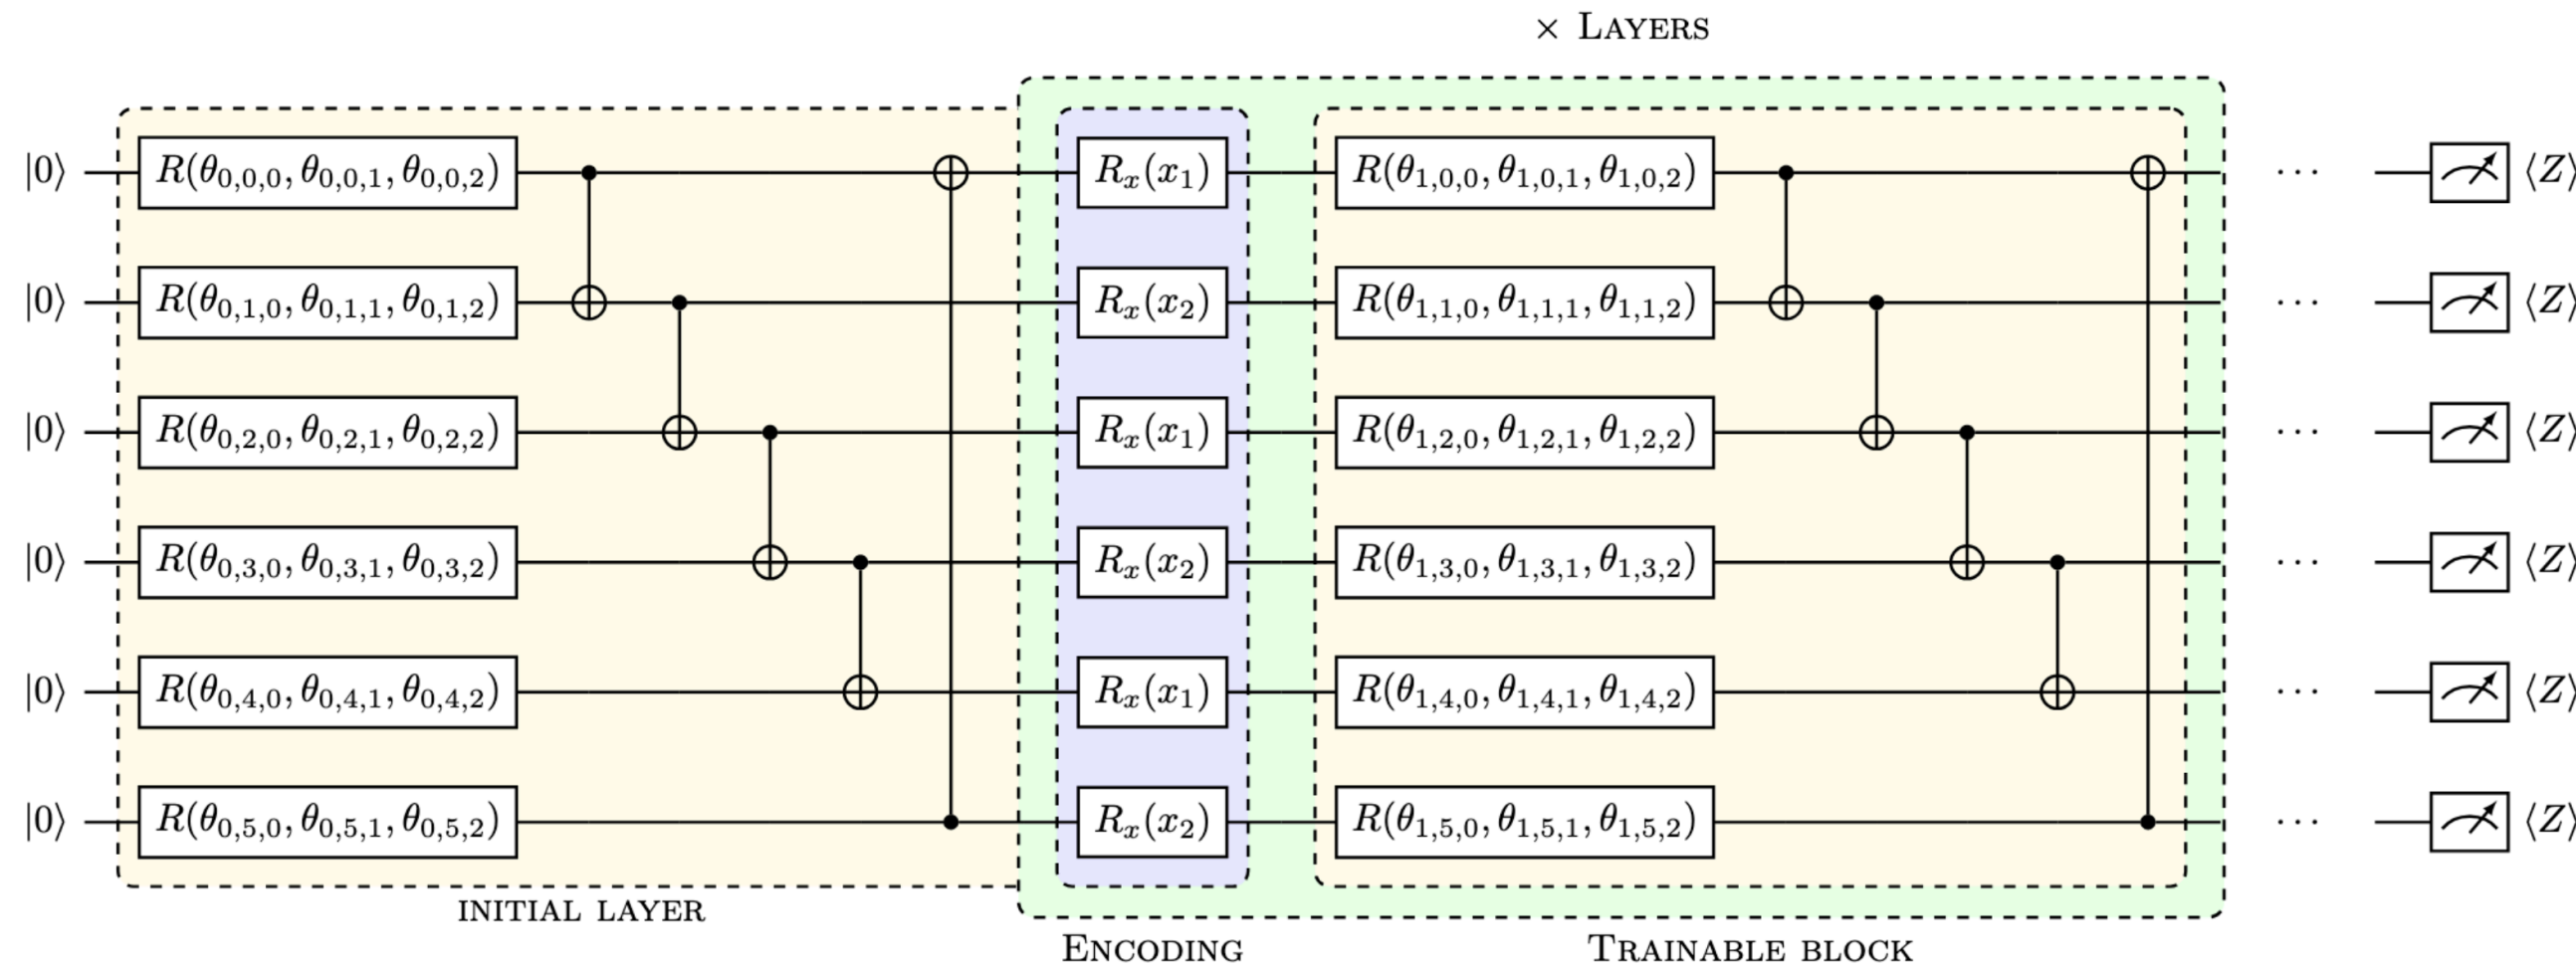 × Layers
|0⟩ R(θ0,0,0, θ0,0,1, θ0,0,2) Rx(x1) R(θ1,0,0, θ1,0,1, θ1,0,2) ··· ⟨Z⟩
|0⟩ R(θ0,1,0, θ0,1,1, θ0,1,2) Rx(x2) R(θ1,1,0, θ1,1,1, θ1,1,2) ··· ⟨Z⟩
|0⟩ R(θ0,2,0, θ0,2,1, θ0,2,2) Rx(x1) R(θ1,2,0, θ1,2,1, θ1,2,2) ··· ⟨Z⟩
|0⟩ R(θ0,3,0, θ0,3,1, θ0,3,2) Rx(x2) R(θ1,3,0, θ1,3,1, θ1,3,2) ··· ⟨Z⟩
|0⟩ R(θ0,4,0, θ0,4,1, θ0,4,2) Rx(x1) R(θ1,4,0, θ1,4,1, θ1,4,2) ··· ⟨Z⟩
|0⟩ R(θ0,5,0, θ0,5,1, θ0,5,2) Rx(x2) R(θ1,5,0, θ1,5,1, θ1,5,2) ··· ⟨Z⟩
initial layer
Encoding Trainable block